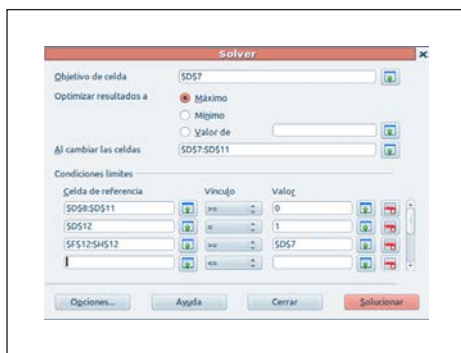 Solver
Objetivo de celda $D$7
Optimizar resultados a Máximo
Mínimo
Valor de
Al cambiar las celdas $D$7:$D$11
Condiciones límites
Celda de referencia Vínculo Valor
$D$8:$D$11 >= 0
$D$12 = 1
$F$12:$H$12 >= $D$7
<=
Opciones... Ayuda Cerrar Solucionar